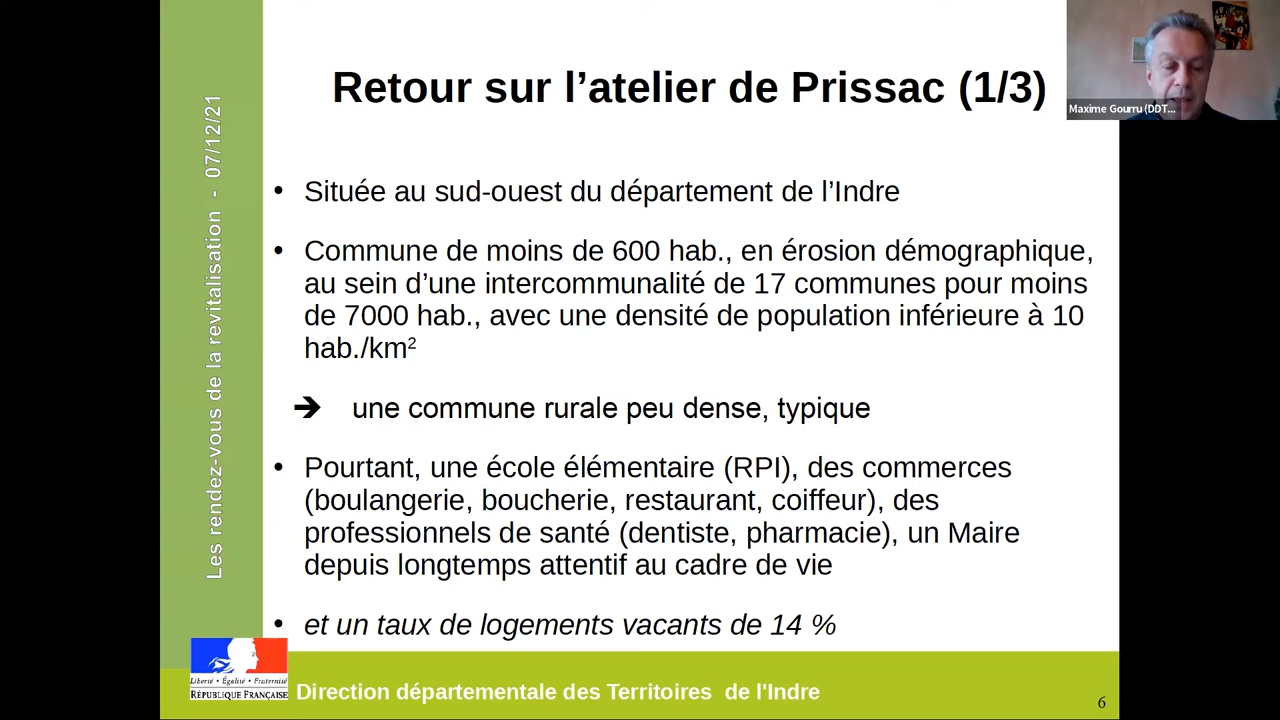 Retour sur l’atelier de Prissac (1/3)
Maxime Gourru (DDT...
Les rendez-vous de la revitalisation - 07/12/21
• Située au sud-ouest du département de l’Indre
• Commune de moins de 600 hab., en érosion démographique,
au sein d’une intercommunalité de 17 communes pour moins
de 7000 hab., avec une densité de population inférieure à 10
hab./km²
➔ une commune rurale peu dense, typique
• Pourtant, une école élémentaire (RPI), des commerces
(boulangerie, boucherie, restaurant, coiffeur), des
professionnels de santé (dentiste, pharmacie), un Maire
depuis longtemps attentif au cadre de vie
• et un taux de logements vacants de 14 %
Liberté • Égalité • Fraternité
RÉPUBLIQUE FRANÇAISE
Direction départementale des Territoires de l'Indre
6